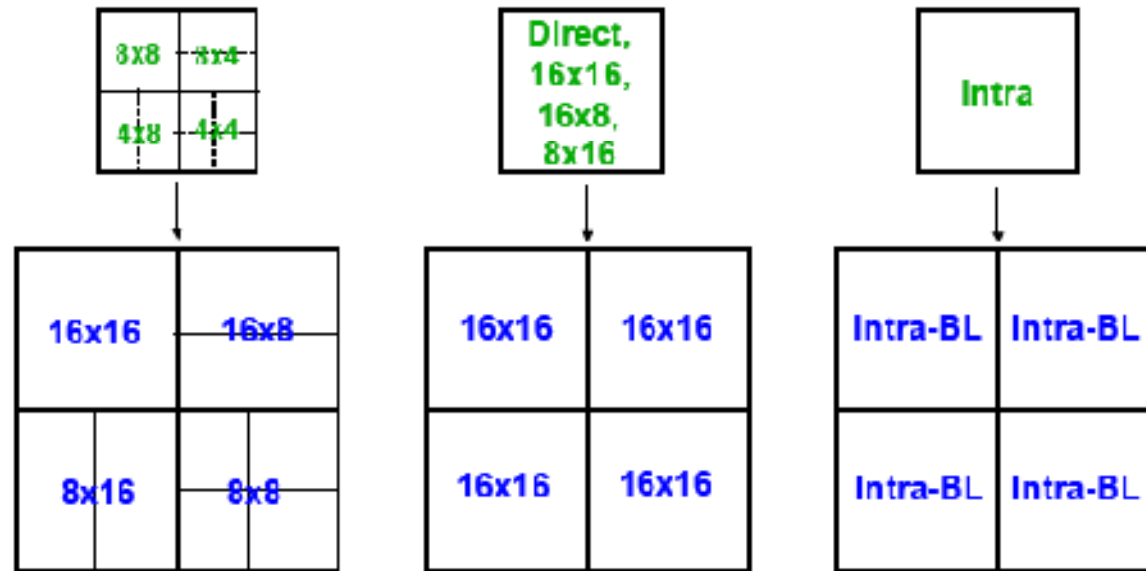 8x8 8x4
4x8 4x4
Direct,
16x16,
16x8,
8x16
Intra
16x16 16x8
8x16 8x8
16x16 16x16
16x16 16x16
Intra-BL Intra-BL
Intra-BL Intra-BL